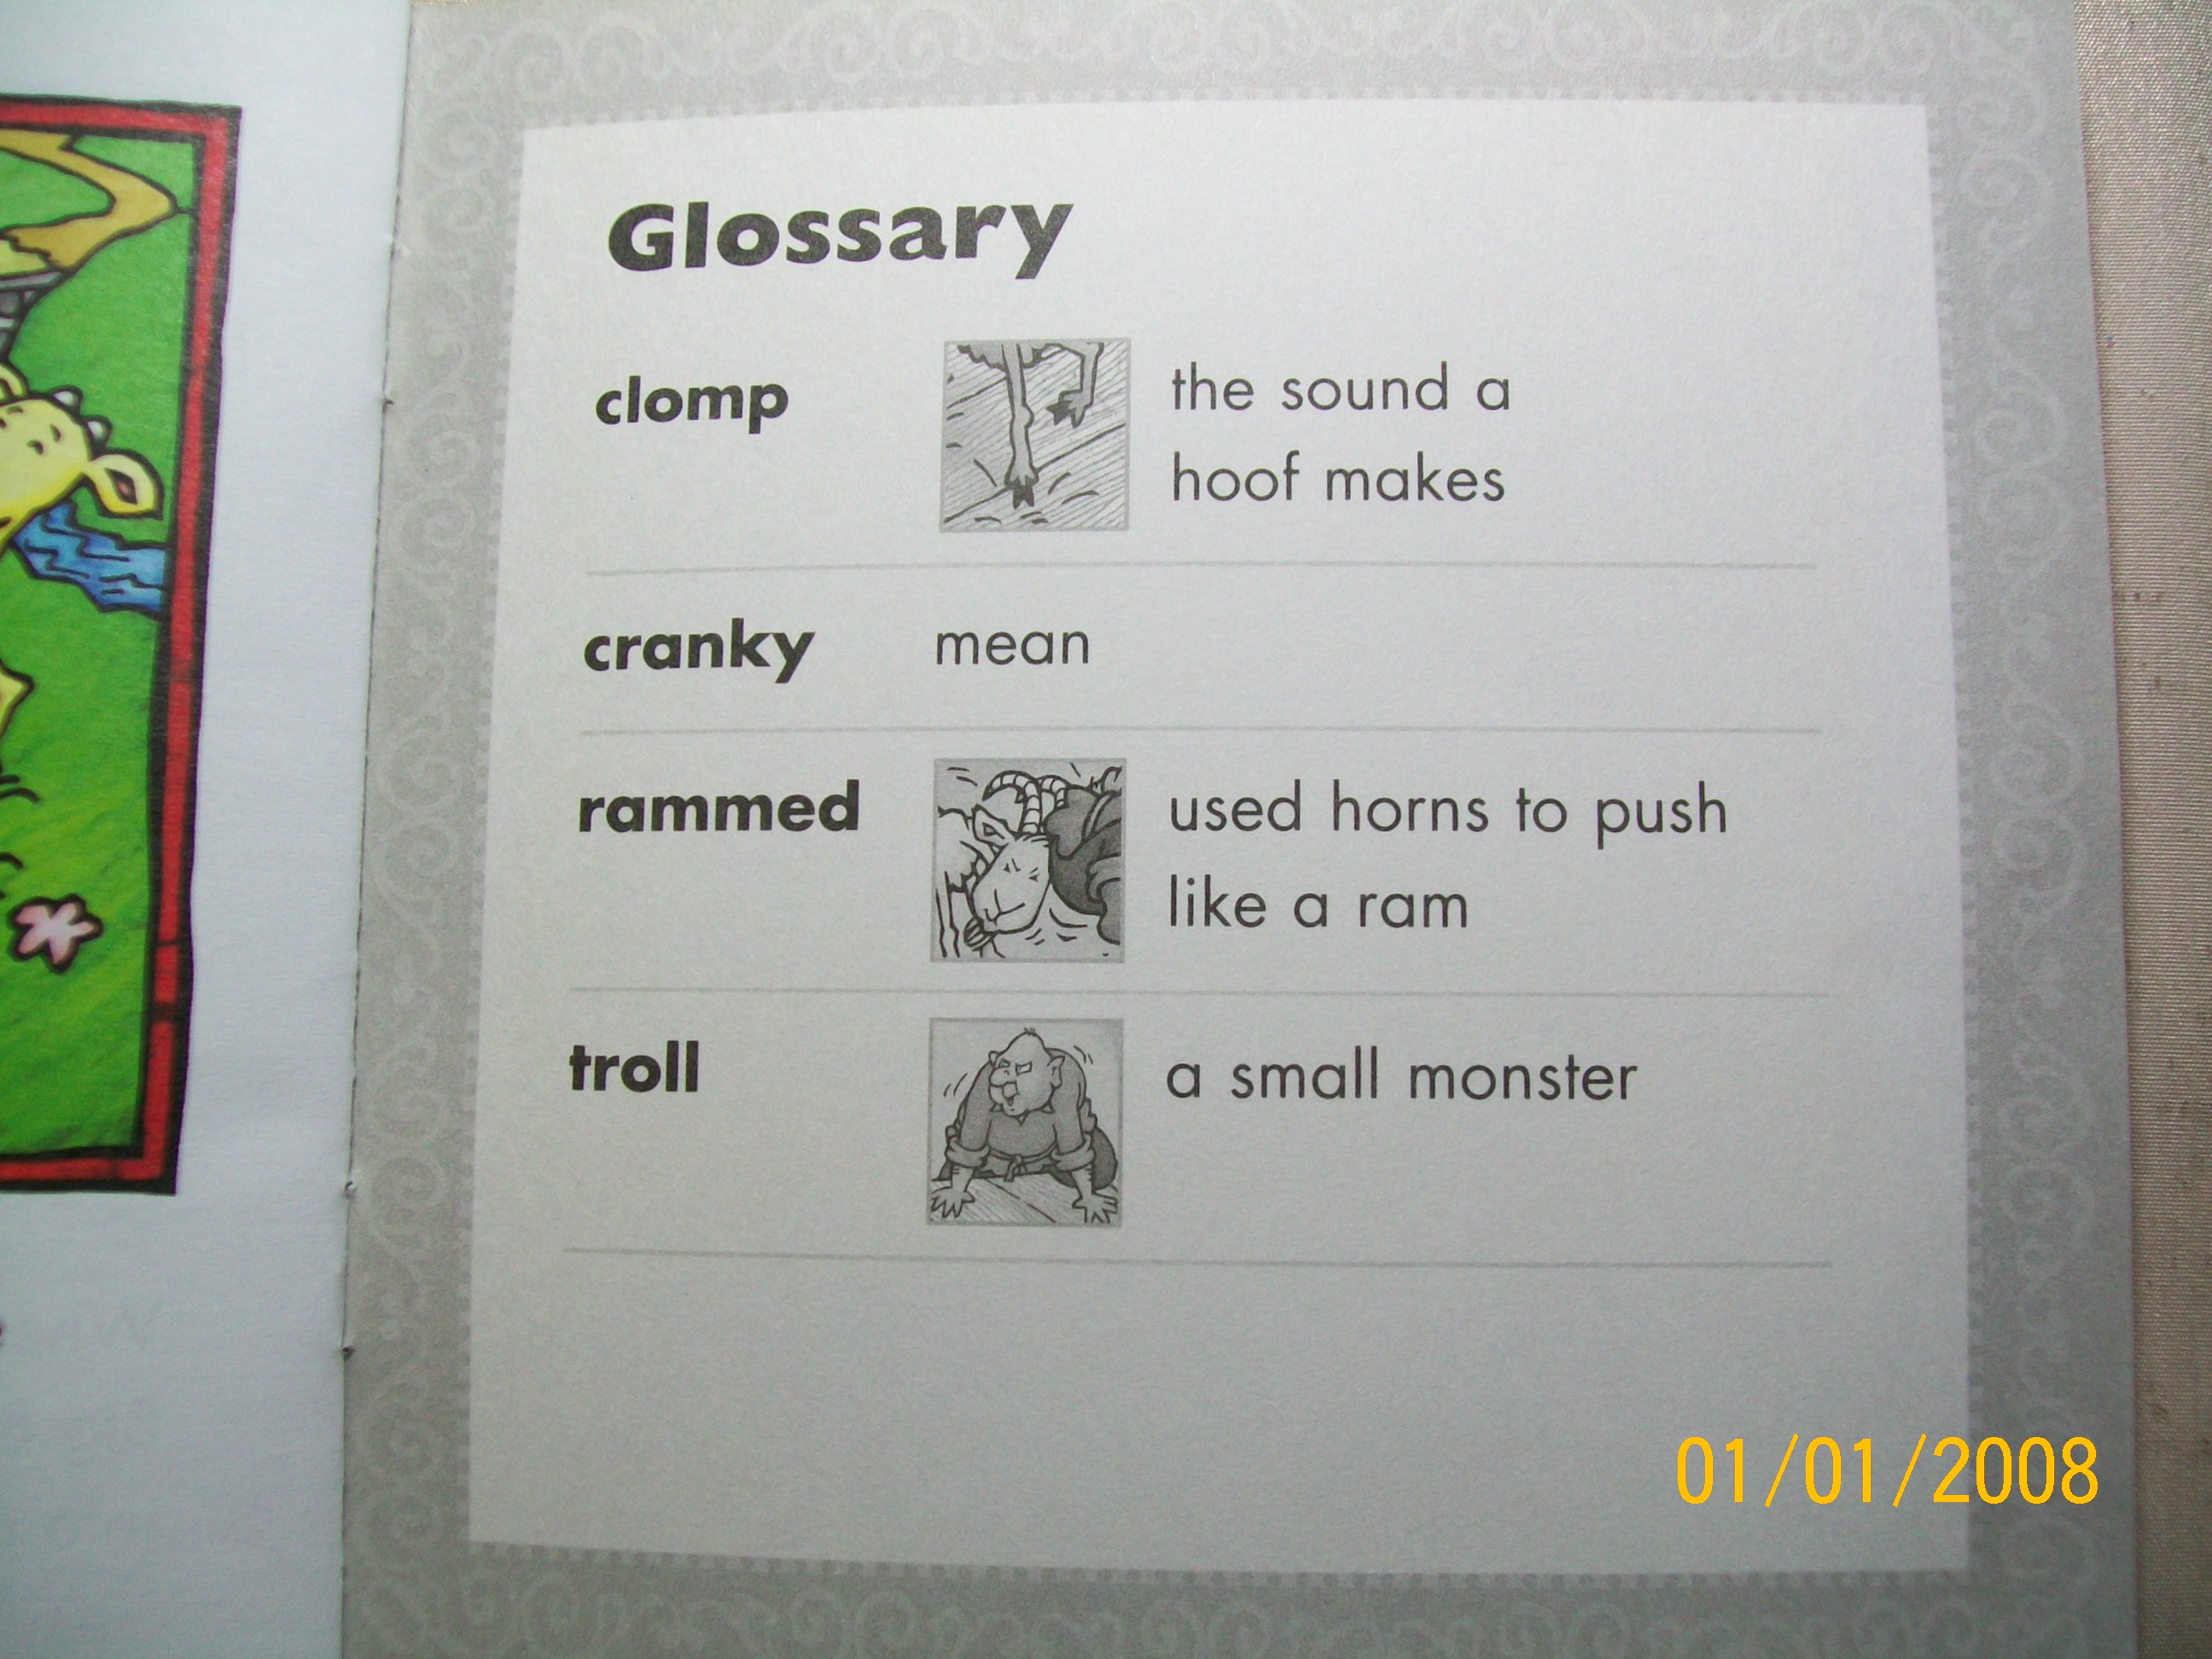 Glossary
clomp the sound a
hoof makes
cranky mean
rammed used horns to push
like a ram
troll a small monster
01/01/2008